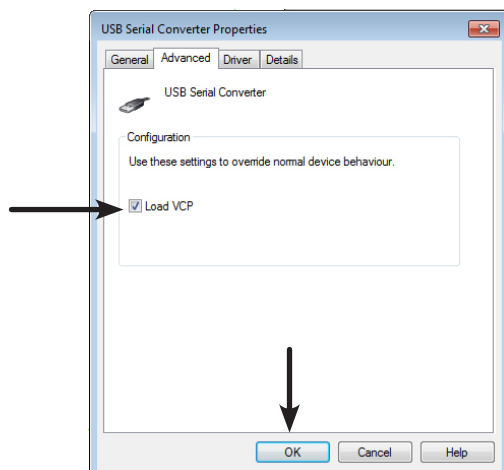 USB Serial Converter Properties
General Advanced Driver Details
USB Serial Converter
Configuration
Use these settings to override normal device behaviour.
Load VCP
OK Cancel Help